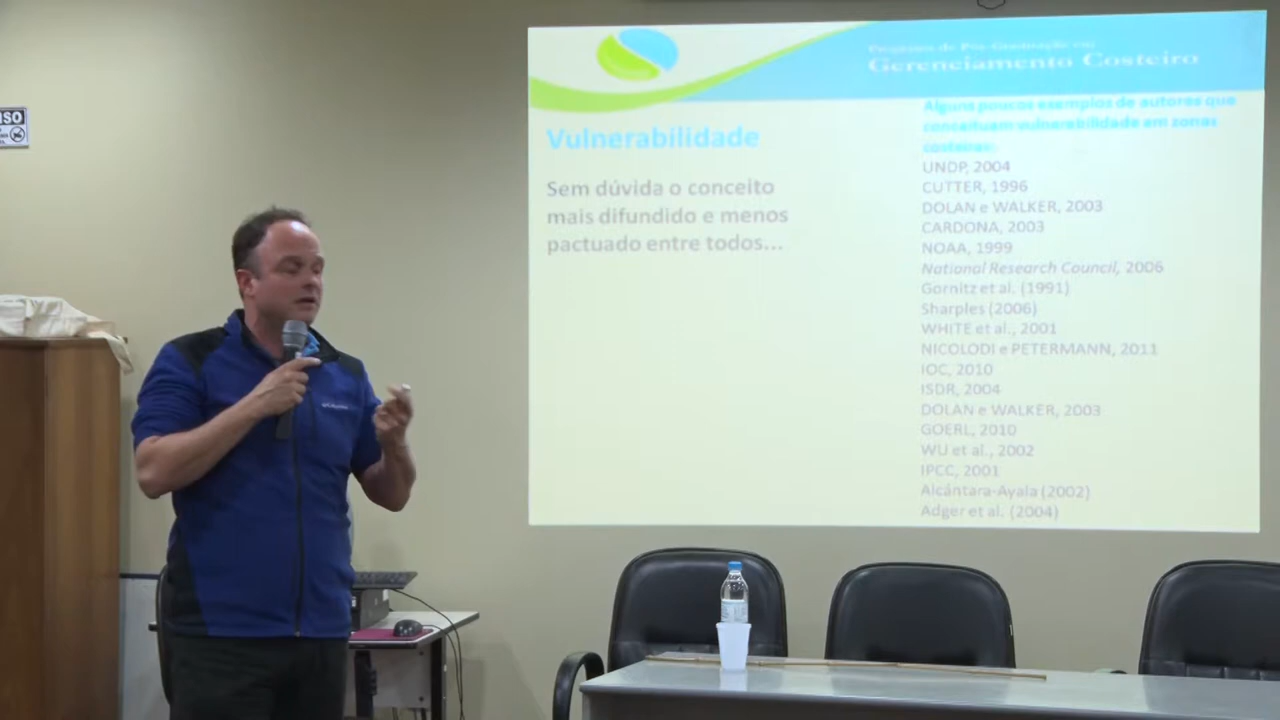 ISO
Programa de Pós-Graduação em
Gerenciamento Costeiro
Vulnerabilidade
Sem dúvida o conceito
mais difundido e menos
pactuado entre todos...
Alguns poucos exemplos de autores que
conceituam vulnerabilidade em zonas
costeiras:
UNDP, 2004
CUTTER, 1996
DOLAN e WALKER, 2003
CARDONA, 2003
NOAA, 1999
National Research Council, 2006
Gornitz et al. (1991)
Sharples (2006)
WHITE et al., 2001
NICOLODI e PETERMANN, 2011
IOC, 2010
ISDR, 2004
DOLAN e WALKER, 2003
GOERL, 2010
WU et al., 2002
IPCC, 2001
Alcántara-Ayala (2002)
Adger et al. (2004)